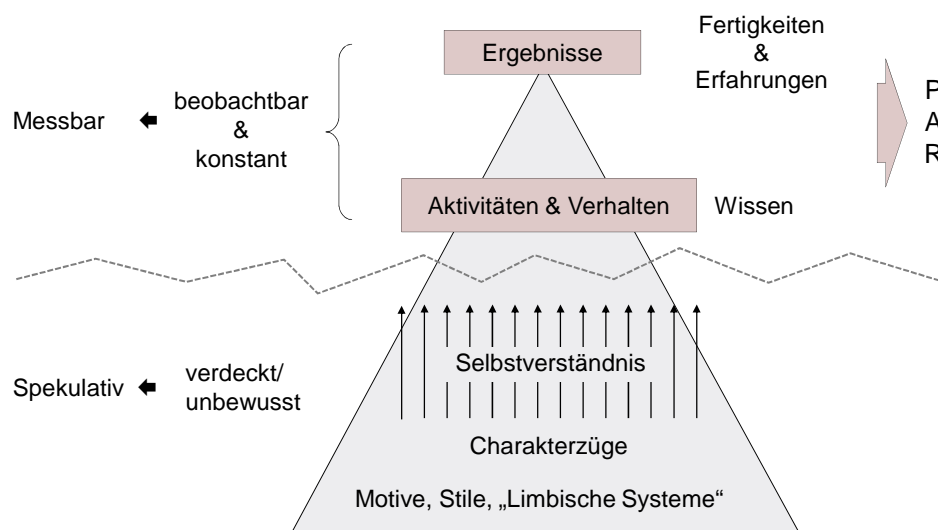 Ergebnisse
Fertigkeiten
&
Erfahrungen
Messbar
beobachtbar
&
konstant
P
A
R
Aktivitäten & Verhalten
Wissen
Selbstverständnis
Spekulativ
verdeckt/
unbewusst
Charakterzüge
Motive, Stile, „Limbische Systeme“